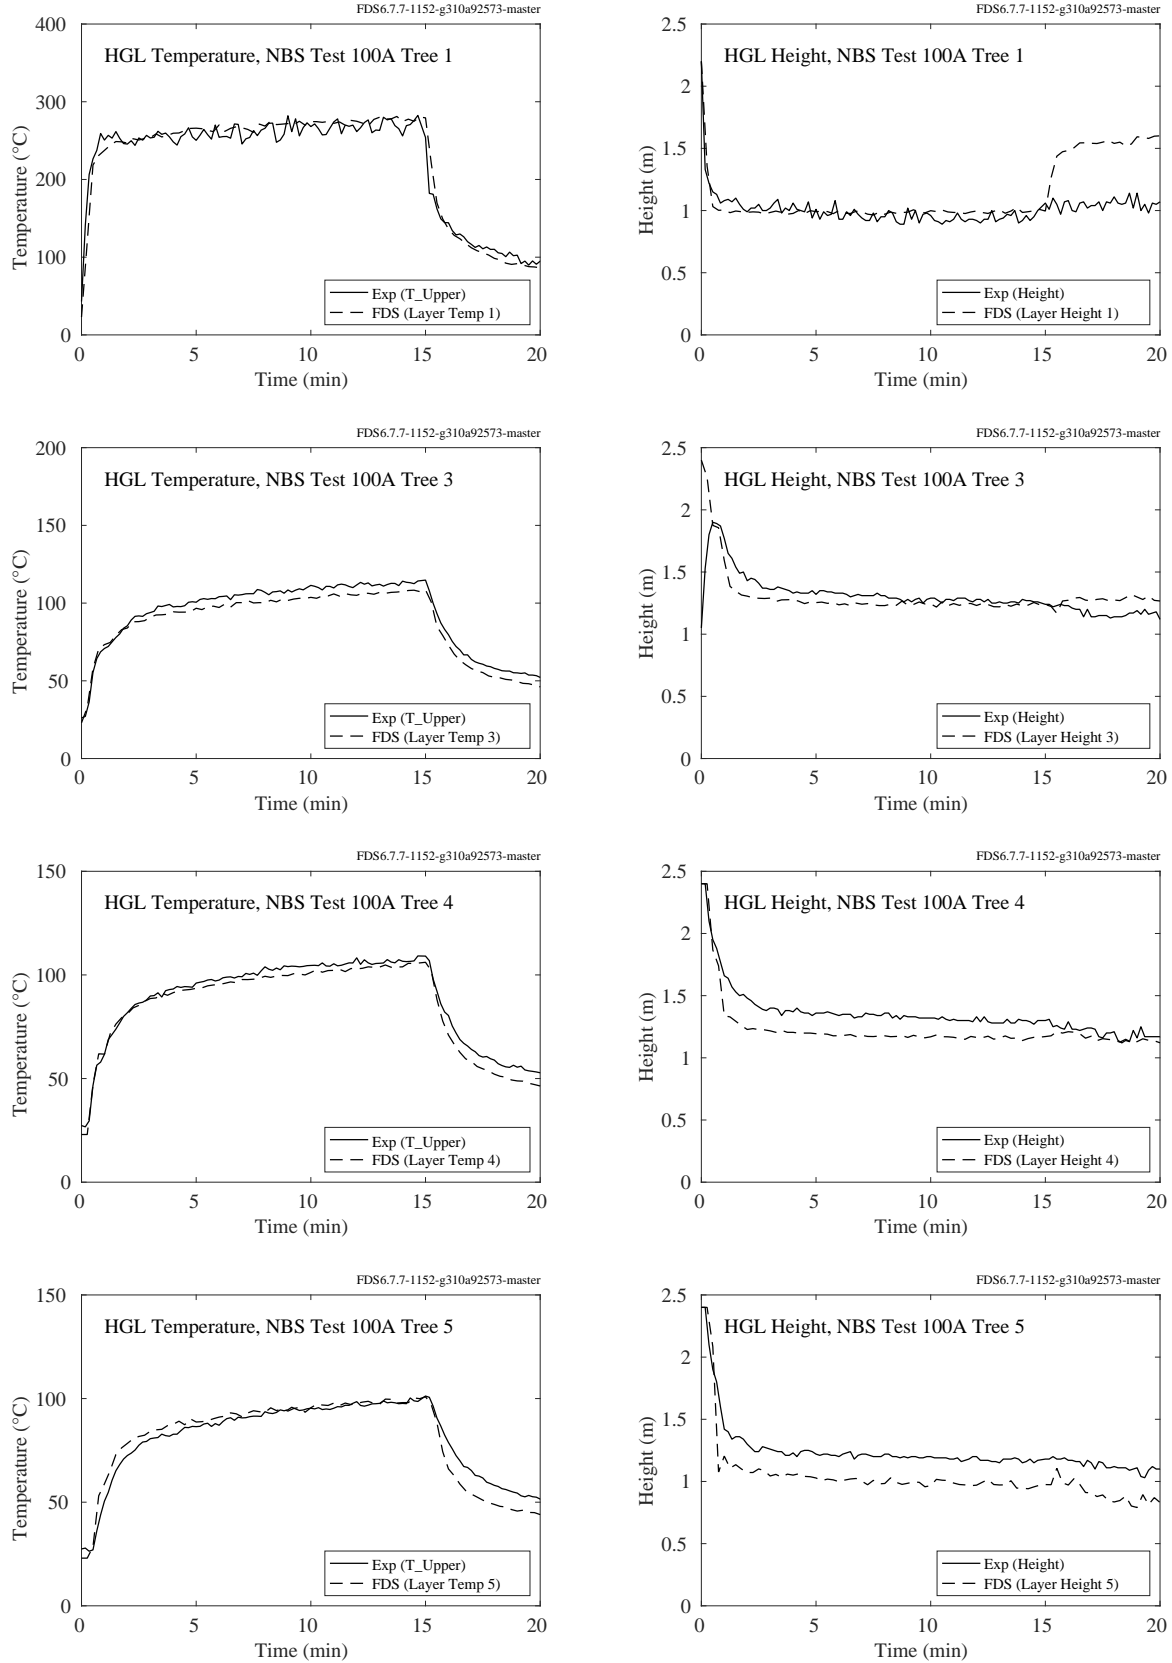 FDS6.7.7-1152-g310a92573-master
HGL Temperature, NBS Test 100A Tree 1
400
300
200
100
0
Temperature (°C)
Exp (T_Upper)
FDS (Layer Temp 1)
0 5 10 15 20
Time (min)
FDS6.7.7-1152-g310a92573-master
HGL Height, NBS Test 100A Tree 1
2.5
2
1.5
1
0.5
0
Height (m)
Exp (Height)
FDS (Layer Height 1)
0 5 10 15 20
Time (min)
FDS6.7.7-1152-g310a92573-master
HGL Temperature, NBS Test 100A Tree 3
200
150
100
50
0
Temperature (°C)
Exp (T_Upper)
FDS (Layer Temp 3)
0 5 10 15 20
Time (min)
FDS6.7.7-1152-g310a92573-master
HGL Height, NBS Test 100A Tree 3
2.5
2
1.5
1
0.5
0
Height (m)
Exp (Height)
FDS (Layer Height 3)
0 5 10 15 20
Time (min)
FDS6.7.7-1152-g310a92573-master
HGL Temperature, NBS Test 100A Tree 4
150
100
50
0
Temperature (°C)
Exp (T_Upper)
FDS (Layer Temp 4)
0 5 10 15 20
Time (min)
FDS6.7.7-1152-g310a92573-master
HGL Height, NBS Test 100A Tree 4
2.5
2
1.5
1
0.5
0
Height (m)
Exp (Height)
FDS (Layer Height 4)
0 5 10 15 20
Time (min)
FDS6.7.7-1152-g310a92573-master
HGL Temperature, NBS Test 100A Tree 5
150
100
50
0
Temperature (°C)
Exp (T_Upper)
FDS (Layer Temp 5)
0 5 10 15 20
Time (min)
FDS6.7.7-1152-g310a92573-master
HGL Height, NBS Test 100A Tree 5
2.5
2
1.5
1
0.5
0
Height (m)
Exp (Height)
FDS (Layer Height 5)
0 5 10 15 20
Time (min)